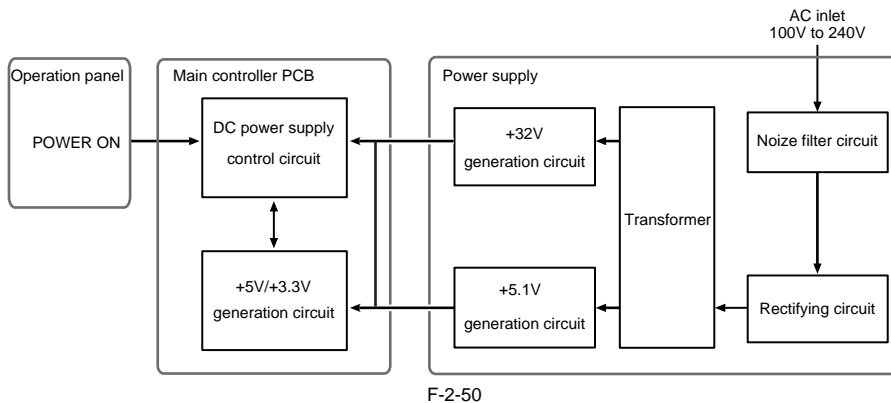 AC inlet
100V to 240V
Operation panel
POWER ON
Main controller PCB
DC power supply
control circuit
+5V/+3.3V
generation circuit
Power supply
+32V
generation circuit
+5.1V
generation circuit
Transformer
Noize filter circuit
Rectifying circuit
F-2-50